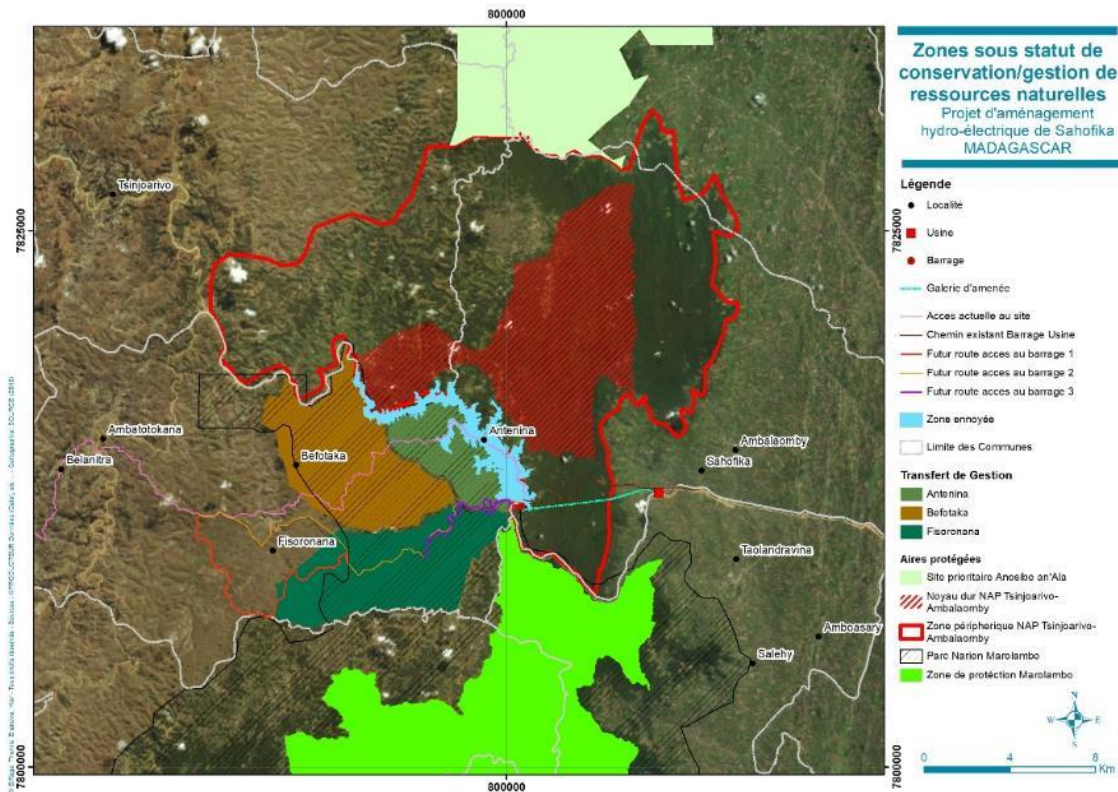 800000
Zones sous statut de
conservation/gestion de
ressources naturelles
Projet d'aménagement
hydro-électrique de Sahofika
MADAGASCAR
Légende
Localité
Usine
Barrage
Galerie d'amenée
Acces actuelle au site
Chemin existant Barrage Usine
Futur route acces au barrage 1
Futur route acces au barrage 2
Futur route accès au barrage 3
Zone ennoyée
Limite des Communes
Transfert de Gestion
Antenina
Befotaka
Fisoronana
Aires protégées
Site prioritaire Anosibe an'Ala
Noyau dur NAP Tsinjoarivo-
Ambalaomby
Zone péripherique NAP Tsinjoarivo-
Ambalaomby
Parc Narion Marolambo
Zone de protéction Marolambo
N
W E
S
0 4 8
Km
7825000
7825000
Tsinjoarivo
Ambatotokana
Belanitra
Befotaka
Antenina
Ambalaomby
Sahofika
Fisoronana
Taolandravina
Amboasary
Salehy
7800000
7800000
800000